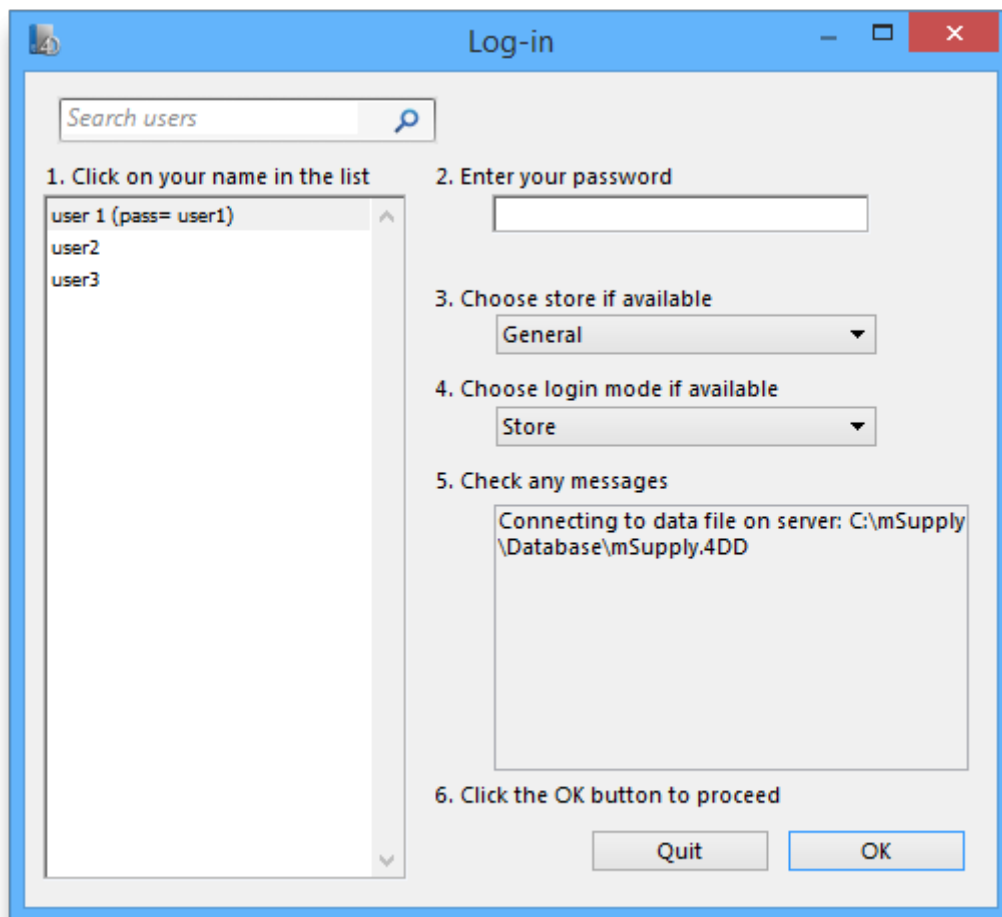 Log-in
Search users
1. Click on your name in the list
user 1 (pass= user1)
user2
user3
2. Enter your password
3. Choose store if available
General
4. Choose login mode if available
Store
5. Check any messages
Connecting to data file on server: C:\mSupply
\Database\mSupply.4DD
6. Click the OK button to proceed
Quit
OK